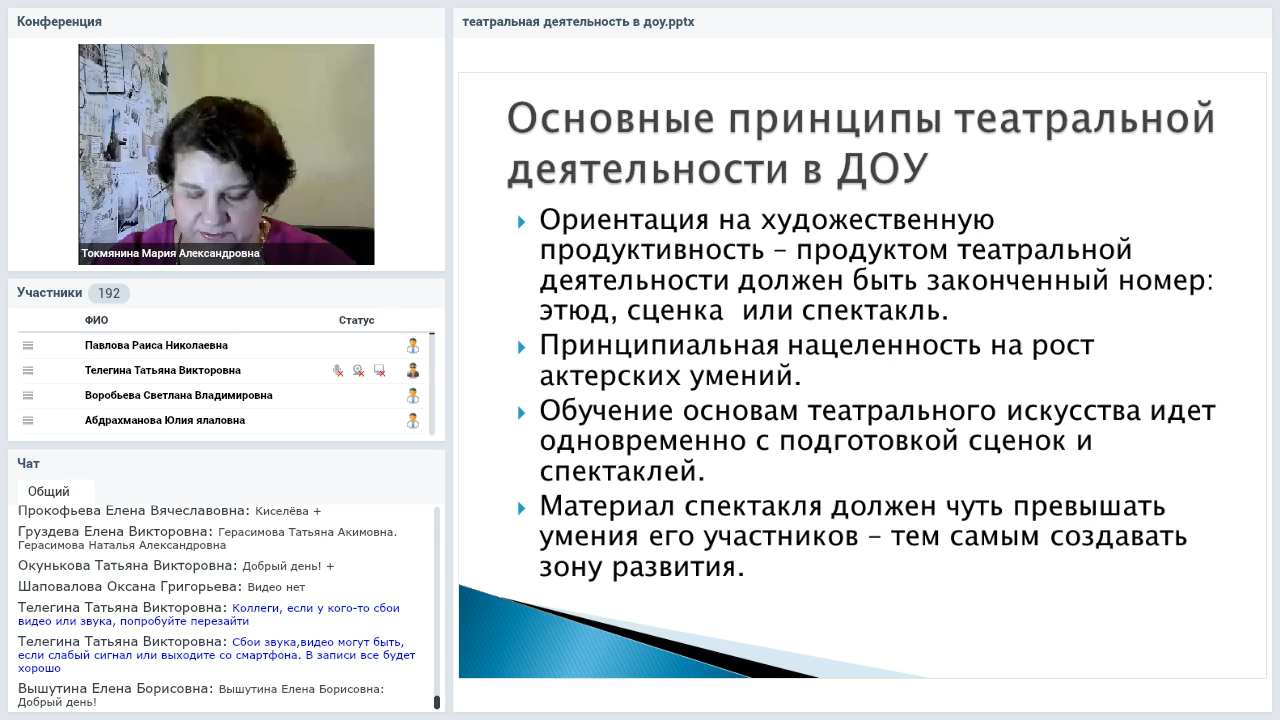 Конференция
Токмянина Мария Александровна
Участники 192
ФИО Статус
Павлова Раиса Николаевна
Телегина Татьяна Викторовна
Воробьева Светлана Владимировна
Абдрахманова Юлия ялаловна
Чат
Общий
Прокофьева Елена Вячеславовна: Киселёва +
Груздева Елена Викторовна: Герасимова Татьяна Акимовна.
Герасимова Наталья Александровна
Окунькова Татьяна Викторовна: Добрый день! +
Шаповалова Оксана Григорьева: Видео нет
Телегина Татьяна Викторовна: Коллеги, если у кого-то сбои
видео или звука, попробуйте перезайти
Телегина Татьяна Викторовна: Сбои звука,видео могут быть,
если слабый сигнал или выходите со смартфона. В записи все будет
хорошо
Вышутина Елена Борисовна: Вышутина Елена Борисовна:
Добрый день!
театральная деятельность в доу.pptx
Основные принципы театральной
деятельности в ДОУ
Ориентация на художественную
продуктивность – продуктом театральной
деятельности должен быть законченный номер:
этюд, сценка  или спектакль.
Принципиальная нацеленность на рост
актерских умений.
Обучение основам театрального искусства идет
одновременно с подготовкой сценок и
спектаклей.
Материал спектакля должен чуть превышать
умения его участников – тем самым создавать
зону развития.